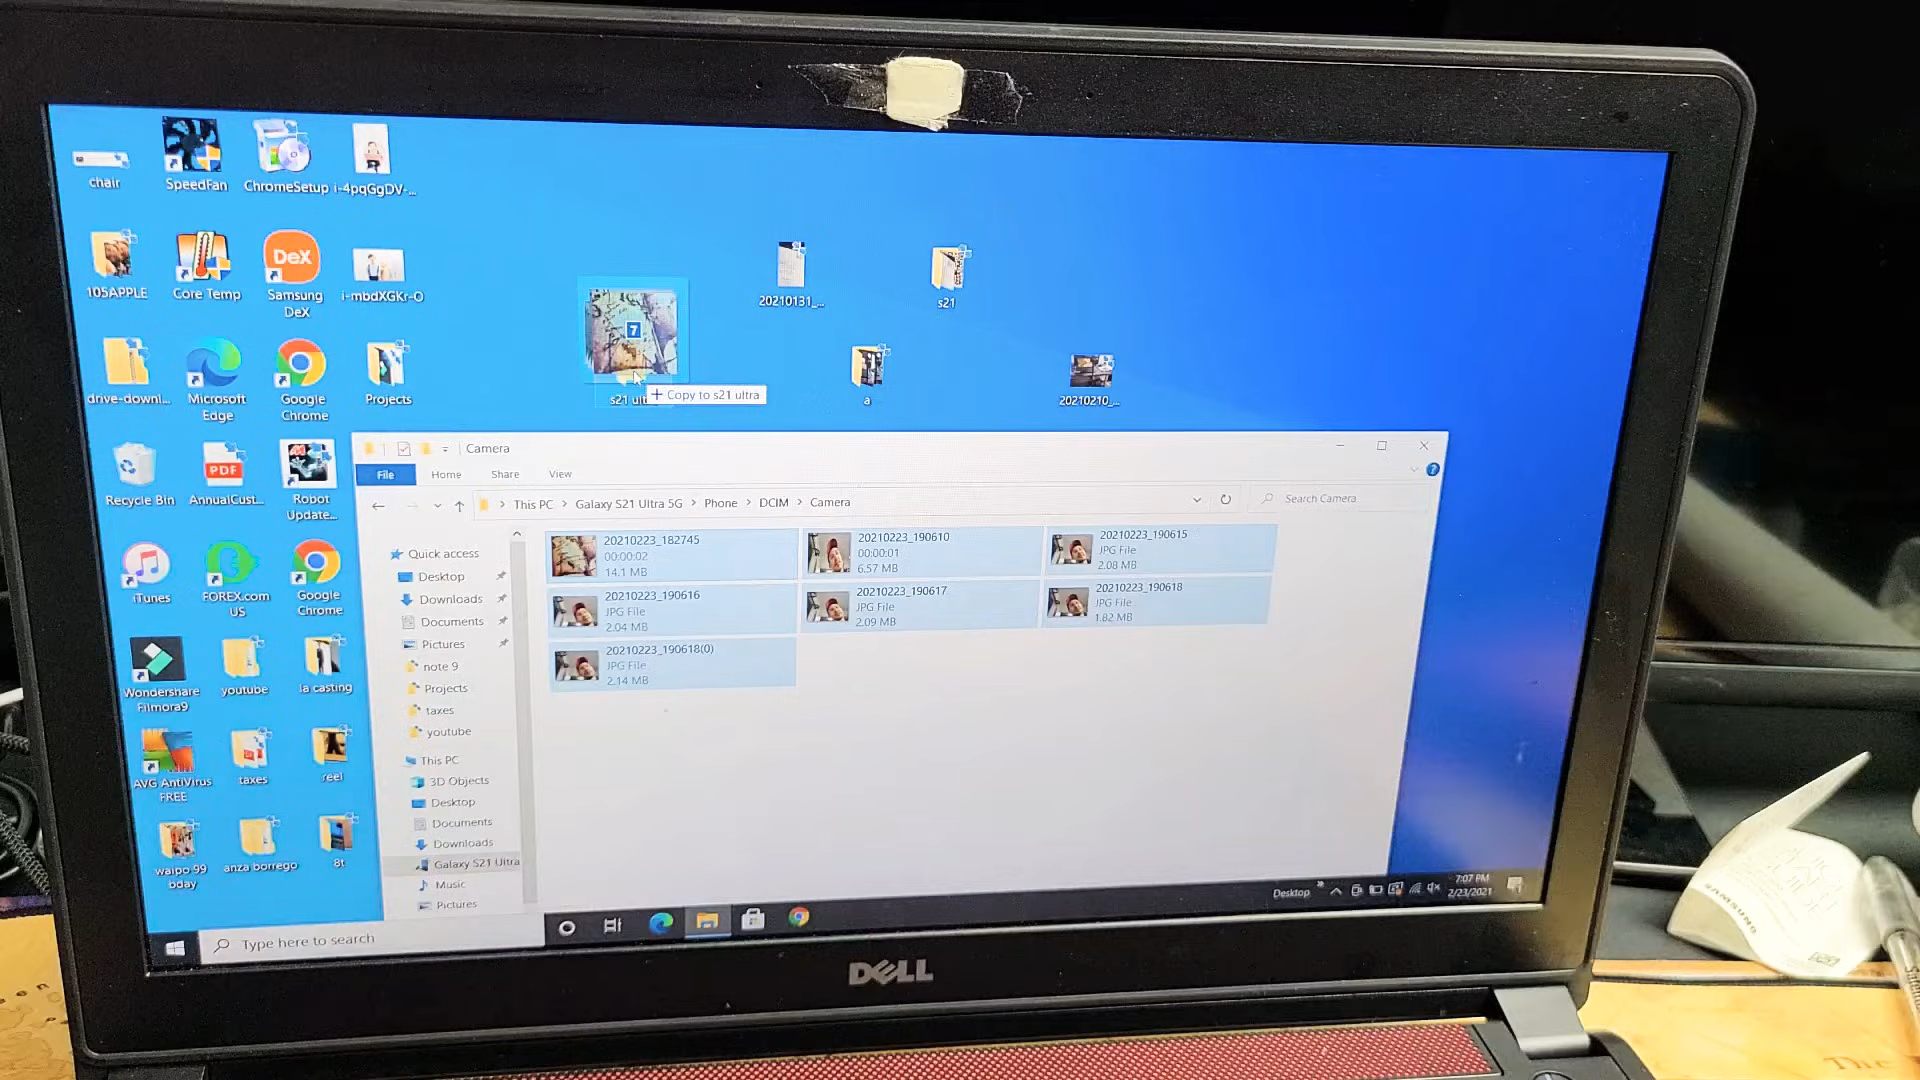 chair
SpeedFan
ChromeSetup
i-4pqGgDV-...
105APPLE
Core Temp
DeX
Samsung
DeX
i-mbdXGKr-O
7
20210131_...
s21
drive-downl...
Microsoft
Edge
Google
Chrome
Projects
s21 ult
+ Copy to s21 ultra
a
20210210_...
Recycle Bin
PDF
AnnualCust...
Robot
Update...
iTunes
FOREX.com
US
Google
Chrome
Wondershare
Filmora9
youtube
la casting
AVG AntiVirus
FREE
taxes
reel
waipo 99
bday
anza borrego
8t
Camera
File
Home
Share
View
This PC > Galaxy S21 Ultra 5G > Phone > DCIM > Camera
Search Camera
Quick access
Desktop
Downloads
Documents
Pictures
note 9
Projects
taxes
youtube
This PC
3D Objects
Desktop
Documents
Downloads
Galaxy S21 Ultra
Music
Pictures
20210223_182745
00:00:02
14.1 MB
20210223_190610
00:00:01
6.57 MB
20210223_190615
JPG File
2.08 MB
20210223_190616
JPG File
2.04 MB
20210223_190617
JPG File
2.09 MB
20210223_190618
JPG File
1.82 MB
20210223_190618(0)
JPG File
2.14 MB
Type here to search
Desktop
7:07 PM
2/23/2021
DELL
SAMSUNG
The